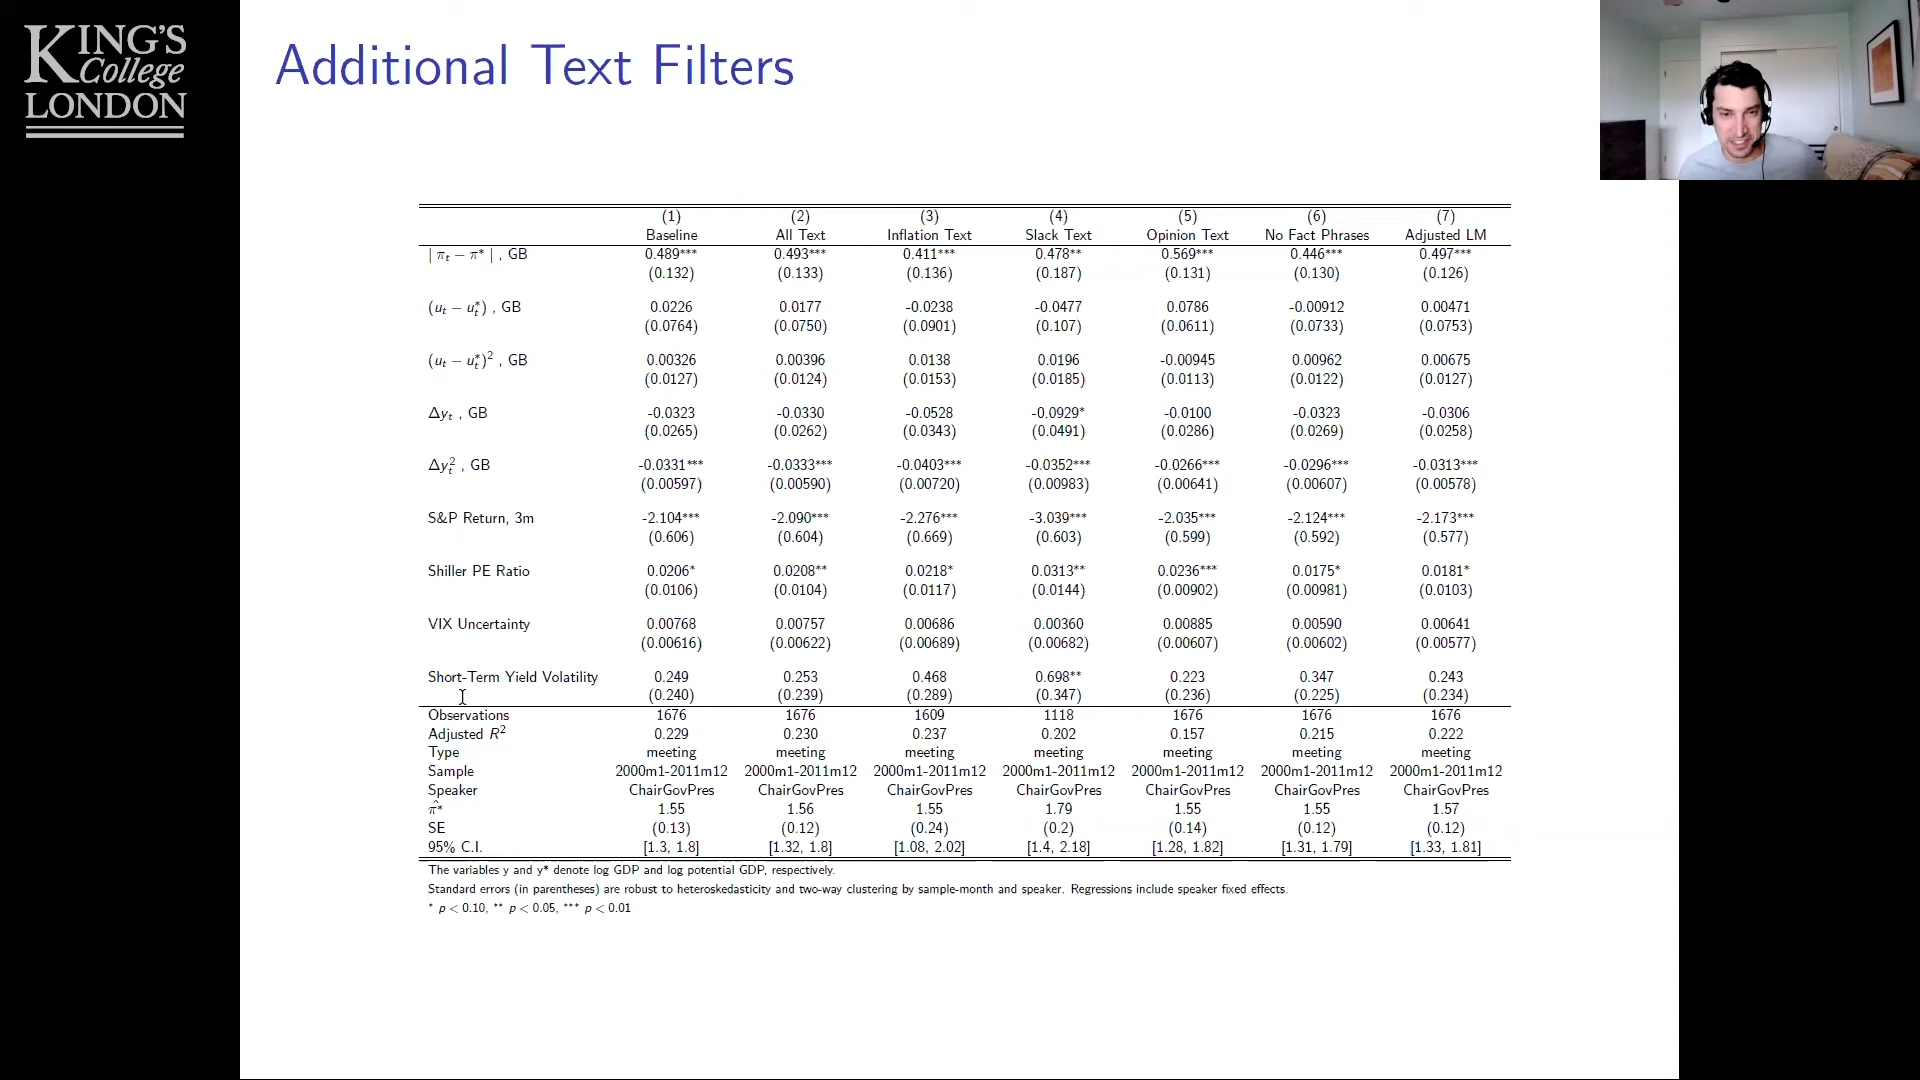 KING'S
College
LONDON
Additional Text Filters
(1) (2) (3) (4) (5) (6) (7)
Baseline All Text Inflation Text Slack Text Opinion Text No Fact Phrases Adjusted LM
| πt − π* | , GB 0.489*** 0.493*** 0.411*** 0.478** 0.569*** 0.446*** 0.497***
(0.132) (0.133) (0.136) (0.187) (0.131) (0.130) (0.126)
(ut − u*t) , GB 0.0226 0.0177 -0.0238 -0.0477 0.0786 -0.00912 0.00471
(0.0764) (0.0750) (0.0901) (0.107) (0.0611) (0.0733) (0.0753)
(ut − u*t)² , GB 0.00326 0.00396 0.0138 0.0196 -0.00945 0.00962 0.00675
(0.0127) (0.0124) (0.0153) (0.0185) (0.0113) (0.0122) (0.0127)
Δyt , GB -0.0323 -0.0330 -0.0528 -0.0929* -0.0100 -0.0323 -0.0306
(0.0265) (0.0262) (0.0343) (0.0491) (0.0286) (0.0269) (0.0258)
Δy²t , GB -0.0331*** -0.0333*** -0.0403*** -0.0352*** -0.0266*** -0.0296*** -0.0313***
(0.00597) (0.00590) (0.00720) (0.00983) (0.00641) (0.00607) (0.00578)
S&P Return, 3m -2.104*** -2.090*** -2.276*** -3.039*** -2.035*** -2.124*** -2.173***
(0.606) (0.604) (0.669) (0.603) (0.599) (0.592) (0.577)
Shiller PE Ratio 0.0206* 0.0208** 0.0218* 0.0313** 0.0236*** 0.0175* 0.0181*
(0.0106) (0.0104) (0.0117) (0.0144) (0.00902) (0.00981) (0.0103)
VIX Uncertainty 0.00768 0.00757 0.00686 0.00360 0.00885 0.00590 0.00641
(0.00616) (0.00622) (0.00689) (0.00682) (0.00607) (0.00602) (0.00577)
Short-Term Yield Volatility 0.249 0.253 0.468 0.698** 0.223 0.347 0.243
(0.240) (0.239) (0.289) (0.347) (0.236) (0.225) (0.234)
Observations 1676 1676 1609 1118 1676 1676 1676
Adjusted R² 0.229 0.230 0.237 0.202 0.157 0.215 0.222
Type meeting meeting meeting meeting meeting meeting meeting
Sample 2000m1-2011m12 2000m1-2011m12 2000m1-2011m12 2000m1-2011m12 2000m1-2011m12 2000m1-2011m12 2000m1-2011m12
Speaker ChairGovPres ChairGovPres ChairGovPres ChairGovPres ChairGovPres ChairGovPres ChairGovPres
π̂* 1.55 1.56 1.55 1.79 1.55 1.55 1.57
SE (0.13) (0.12) (0.24) (0.2) (0.14) (0.12) (0.12)
95% C.I. [1.3, 1.8] [1.32, 1.8] [1.08, 2.02] [1.4, 2.18] [1.28, 1.82] [1.31, 1.79] [1.33, 1.81]
The variables y and y* denote log GDP and log potential GDP, respectively.
Standard errors (in parentheses) are robust to heteroskedasticity and two-way clustering by sample-month and speaker. Regressions include speaker fixed effects.
* p < 0.10, ** p < 0.05, *** p < 0.01